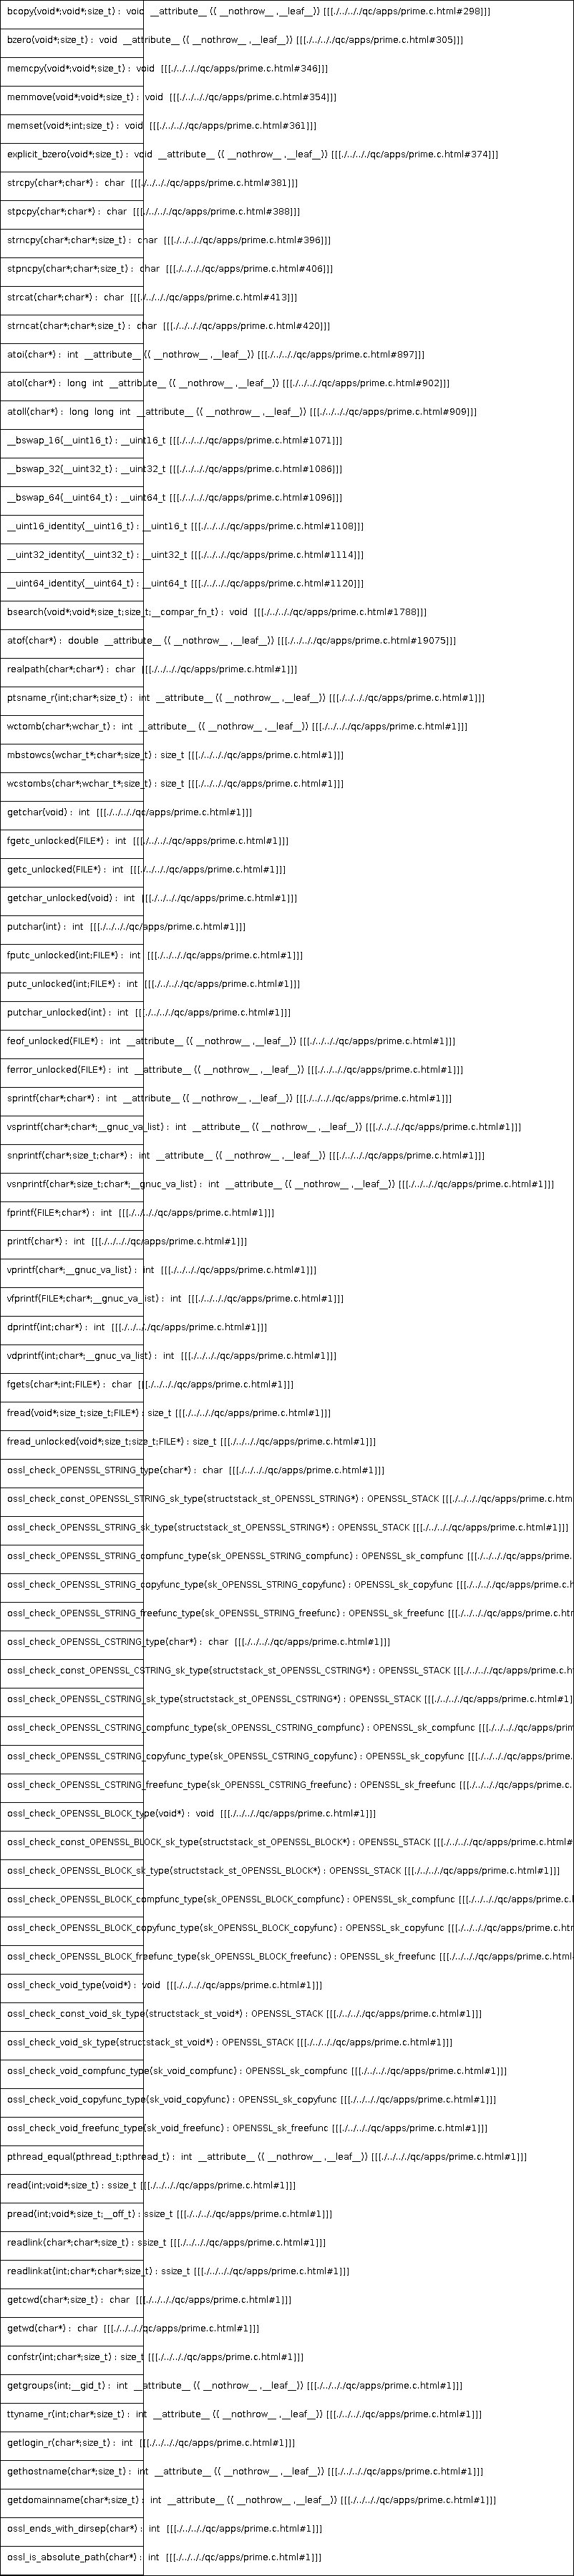 bcopy(void*;void*;size_t) : void __attribute__ (( __nothrow__ ,__leaf__)) [[[./../../qc/apps/prime.c.html#298]]]
bzero(void*;size_t) : void __attribute__ (( __nothrow__ ,__leaf__)) [[[./../../qc/apps/prime.c.html#305]]]
memcpy(void*;void*;size_t) : void [[[./../../qc/apps/prime.c.html#346]]]
memmove(void*;void*;size_t) : void [[[./../../qc/apps/prime.c.html#354]]]
memset(void*;int;size_t) : void [[[./../../qc/apps/prime.c.html#361]]]
explicit_bzero(void*;size_t) : void __attribute__ (( __nothrow__ ,__leaf__)) [[[./../../qc/apps/prime.c.html#374]]]
strcpy(char*;char*) : char [[[./../../qc/apps/prime.c.html#381]]]
stpcpy(char*;char*) : char [[[./../../qc/apps/prime.c.html#388]]]
strncpy(char*;char*;size_t) : char [[[./../../qc/apps/prime.c.html#396]]]
stpncpy(char*;char*;size_t) : char [[[./../../qc/apps/prime.c.html#406]]]
strcat(char*;char*) : char [[[./../../qc/apps/prime.c.html#413]]]
strncat(char*;char*;size_t) : char [[[./../../qc/apps/prime.c.html#420]]]
atoi(char*) : int __attribute__ (( __nothrow__ ,__leaf__)) [[[./../../qc/apps/prime.c.html#897]]]
atol(char*) : long int __attribute__ (( __nothrow__ ,__leaf__)) [[[./../../qc/apps/prime.c.html#902]]]
atoll(char*) : long long int __attribute__ (( __nothrow__ ,__leaf__)) [[[./../../qc/apps/prime.c.html#909]]]
__bswap_16(__uint16_t) : __uint16_t [[[./../../qc/apps/prime.c.html#1071]]]
__bswap_32(__uint32_t) : __uint32_t [[[./../../qc/apps/prime.c.html#1086]]]
__bswap_64(__uint64_t) : __uint64_t [[[./../../qc/apps/prime.c.html#1096]]]
__uint16_identity(__uint16_t) : __uint16_t [[[./../../qc/apps/prime.c.html#1108]]]
__uint32_identity(__uint32_t) : __uint32_t [[[./../../qc/apps/prime.c.html#1114]]]
__uint64_identity(__uint64_t) : __uint64_t [[[./../../qc/apps/prime.c.html#1120]]]
bsearch(void*;void*;size_t;size_t;__compar_fn_t) : void [[[./../../qc/apps/prime.c.html#1788]]]
atof(char*) : double __attribute__ (( __nothrow__ ,__leaf__)) [[[./../../qc/apps/prime.c.html#19075]]]
realpath(char*;char*) : char [[[./../../qc/apps/prime.c.html#1]]]
ptsname_r(int;char*;size_t) : int __attribute__ (( __nothrow__ ,__leaf__)) [[[./../../qc/apps/prime.c.html#1]]]
wctomb(char*;wchar_t) : int __attribute__ (( __nothrow__ ,__leaf__)) [[[./../../qc/apps/prime.c.html#1]]]
mbstowcs(wchar_t*;char*;size_t) : size_t [[[./../../qc/apps/prime.c.html#1]]]
wcstombs(char*;wchar_t*;size_t) : size_t [[[./../../qc/apps/prime.c.html#1]]]
getchar(void) : int [[[./../../qc/apps/prime.c.html#1]]]
fgetc_unlocked(FILE*) : int [[[./../../qc/apps/prime.c.html#1]]]
getc_unlocked(FILE*) : int [[[./../../qc/apps/prime.c.html#1]]]
getchar_unlocked(void) : int [[[./../../qc/apps/prime.c.html#1]]]
putchar(int) : int [[[./../../qc/apps/prime.c.html#1]]]
fputc_unlocked(int;FILE*) : int [[[./../../qc/apps/prime.c.html#1]]]
putc_unlocked(int;FILE*) : int [[[./../../qc/apps/prime.c.html#1]]]
putchar_unlocked(int) : int [[[./../../qc/apps/prime.c.html#1]]]
feof_unlocked(FILE*) : int __attribute__ (( __nothrow__ ,__leaf__)) [[[./../../qc/apps/prime.c.html#1]]]
ferror_unlocked(FILE*) : int __attribute__ (( __nothrow__ ,__leaf__)) [[[./../../qc/apps/prime.c.html#1]]]
sprintf(char*;char*) : int __attribute__ (( __nothrow__ ,__leaf__)) [[[./../../qc/apps/prime.c.html#1]]]
vsprintf(char*;char*;__gnuc_va_list) : int __attribute__ (( __nothrow__ ,__leaf__)) [[[./../../qc/apps/prime.c.html#1]]]
snprintf(char*;size_t;char*) : int __attribute__ (( __nothrow__ ,__leaf__)) [[[./../../qc/apps/prime.c.html#1]]]
vsnprintf(char*;size_t;char*;__gnuc_va_list) : int __attribute__ (( __nothrow__ ,__leaf__)) [[[./../../qc/apps/prime.c.html#1]]]
fprintf(FILE*;char*) : int [[[./../../qc/apps/prime.c.html#1]]]
printf(char*) : int [[[./../../qc/apps/prime.c.html#1]]]
vprintf(char*;__gnuc_va_list) : int [[[./../../qc/apps/prime.c.html#1]]]
vfprintf(FILE*;char*;__gnuc_va_list) : int [[[./../../qc/apps/prime.c.html#1]]]
dprintf(int;char*) : int [[[./../../qc/apps/prime.c.html#1]]]
vdprintf(int;char*;__gnuc_va_list) : int [[[./../../qc/apps/prime.c.html#1]]]
fgets(char*;int;FILE*) : char [[[./../../qc/apps/prime.c.html#1]]]
fread(void*;size_t;size_t;FILE*) : size_t [[[./../../qc/apps/prime.c.html#1]]]
fread_unlocked(void*;size_t;size_t;FILE*) : size_t [[[./../../qc/apps/prime.c.html#1]]]
ossl_check_OPENSSL_STRING_type(char*) : char [[[./../../qc/apps/prime.c.html#1]]]
ossl_check_const_OPENSSL_STRING_sk_type(structstack_st_OPENSSL_STRING*) : OPENSSL_STACK [[[./../../qc/apps/prime.c.htm
ossl_check_OPENSSL_STRING_sk_type(structstack_st_OPENSSL_STRING*) : OPENSSL_STACK [[[./../../qc/apps/prime.c.html#1]]]
ossl_check_OPENSSL_STRING_compfunc_type(sk_OPENSSL_STRING_compfunc) : OPENSSL_sk_compfunc [[[./../../qc/apps/prime.
ossl_check_OPENSSL_STRING_copyfunc_type(sk_OPENSSL_STRING_copyfunc) : OPENSSL_sk_copyfunc [[[./../../qc/apps/prime.c.h
ossl_check_OPENSSL_STRING_freefunc_type(sk_OPENSSL_STRING_freefunc) : OPENSSL_sk_freefunc [[[./../../qc/apps/prime.c.htm
ossl_check_OPENSSL_CSTRING_type(char*) : char [[[./../../qc/apps/prime.c.html#1]]]
ossl_check_const_OPENSSL_CSTRING_sk_type(structstack_st_OPENSSL_CSTRING*) : OPENSSL_STACK [[[./../../qc/apps/prime.c.ht
ossl_check_OPENSSL_CSTRING_sk_type(structstack_st_OPENSSL_CSTRING*) : OPENSSL_STACK [[[./../../qc/apps/prime.c.html#1]
ossl_check_OPENSSL_CSTRING_compfunc_type(sk_OPENSSL_CSTRING_compfunc) : OPENSSL_sk_compfunc [[[./../../qc/apps/prim
ossl_check_OPENSSL_CSTRING_copyfunc_type(sk_OPENSSL_CSTRING_copyfunc) : OPENSSL_sk_copyfunc [[[./../../qc/apps/prime.
ossl_check_OPENSSL_CSTRING_freefunc_type(sk_OPENSSL_CSTRING_freefunc) : OPENSSL_sk_freefunc [[[./../../qc/apps/prime.c.
ossl_check_OPENSSL_BLOCK_type(void*) : void [[[./../../qc/apps/prime.c.html#1]]]
ossl_check_const_OPENSSL_BLOCK_sk_type(structstack_st_OPENSSL_BLOCK*) : OPENSSL_STACK [[[./../../qc/apps/prime.c.html#
ossl_check_OPENSSL_BLOCK_sk_type(structstack_st_OPENSSL_BLOCK*) : OPENSSL_STACK [[[./../../qc/apps/prime.c.html#1]]]
ossl_check_OPENSSL_BLOCK_compfunc_type(sk_OPENSSL_BLOCK_compfunc) : OPENSSL_sk_compfunc [[[./../../qc/apps/prime.c.l
ossl_check_OPENSSL_BLOCK_copyfunc_type(sk_OPENSSL_BLOCK_copyfunc) : OPENSSL_sk_copyfunc [[[./../../qc/apps/prime.c.htm
ossl_check_OPENSSL_BLOCK_freefunc_type(sk_OPENSSL_BLOCK_freefunc) : OPENSSL_sk_freefunc [[[./../../qc/apps/prime.c.html
ossl_check_void_type(void*) : void [[[./../../qc/apps/prime.c.html#1]]]
ossl_check_const_void_sk_type(structstack_st_void*) : OPENSSL_STACK [[[./../../qc/apps/prime.c.html#1]]]
ossl_check_void_sk_type(structstack_st_void*) : OPENSSL_STACK [[[./../../qc/apps/prime.c.html#1]]]
ossl_check_void_compfunc_type(sk_void_compfunc) : OPENSSL_sk_compfunc [[[./../../qc/apps/prime.c.html#1]]]
ossl_check_void_copyfunc_type(sk_void_copyfunc) : OPENSSL_sk_copyfunc [[[./../../qc/apps/prime.c.html#1]]]
ossl_check_void_freefunc_type(sk_void_freefunc) : OPENSSL_sk_freefunc [[[./../../qc/apps/prime.c.html#1]]]
pthread_equal(pthread_t;pthread_t) : int __attribute__ (( __nothrow__ ,__leaf__)) [[[./../../qc/apps/prime.c.html#1]]]
read(int;void*;size_t) : ssize_t [[[./../../qc/apps/prime.c.html#1]]]
pread(int;void*;size_t;__off_t) : ssize_t [[[./../../qc/apps/prime.c.html#1]]]
readlink(char*;char*;size_t) : ssize_t [[[./../../qc/apps/prime.c.html#1]]]
readlinkat(int;char*;char*;size_t) : ssize_t [[[./../../qc/apps/prime.c.html#1]]]
getcwd(char*;size_t) : char [[[./../../qc/apps/prime.c.html#1]]]
getwd(char*) : char [[[./../../qc/apps/prime.c.html#1]]]
confstr(int;char*;size_t) : size_t [[[./../../qc/apps/prime.c.html#1]]]
getgroups(int;__gid_t) : int __attribute__ (( __nothrow__ ,__leaf__)) [[[./../../qc/apps/prime.c.html#1]]]
ttyname_r(int;char*;size_t) : int __attribute__ (( __nothrow__ ,__leaf__)) [[[./../../qc/apps/prime.c.html#1]]]
getlogin_r(char*;size_t) : int [[[./../../qc/apps/prime.c.html#1]]]
gethostname(char*;size_t) : int __attribute__ (( __nothrow__ ,__leaf__)) [[[./../../qc/apps/prime.c.html#1]]]
getdomainname(char*;size_t) : int __attribute__ (( __nothrow__ ,__leaf__)) [[[./../../qc/apps/prime.c.html#1]]]
ossl_ends_with_dirsep(char*) : int [[[./../../qc/apps/prime.c.html#1]]]
ossl_is_absolute_path(char*) : int [[[./../../qc/apps/prime.c.html#1]]]